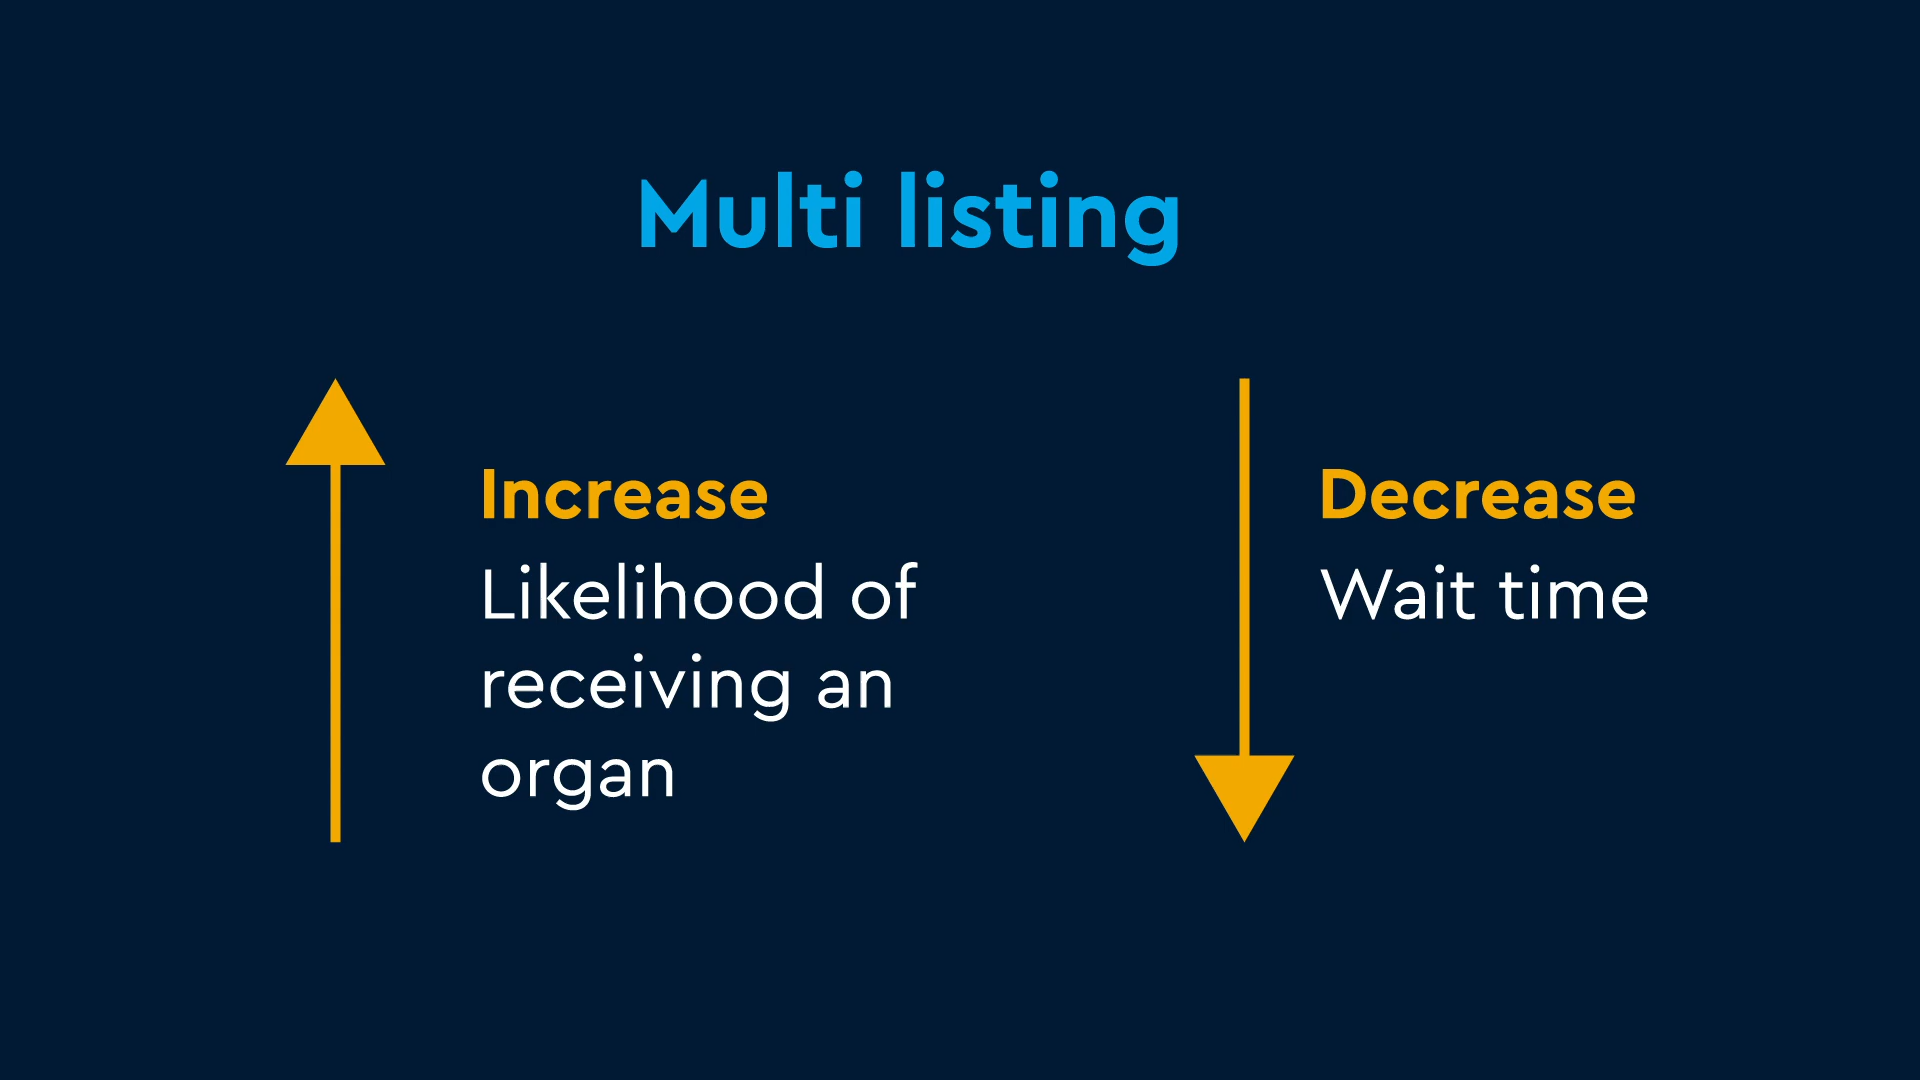 Multi listing
Increase
Likelihood of
receiving an
organ
Decrease
Wait time